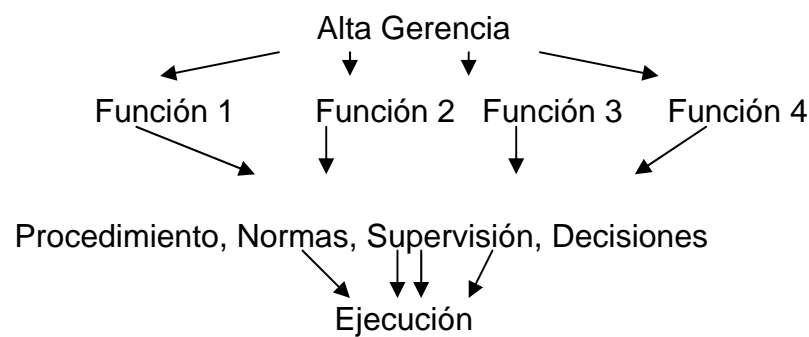 Alta Gerencia
Función 1 Función 2 Función 3 Función 4
Procedimiento, Normas, Supervisión, Decisiones
Ejecución